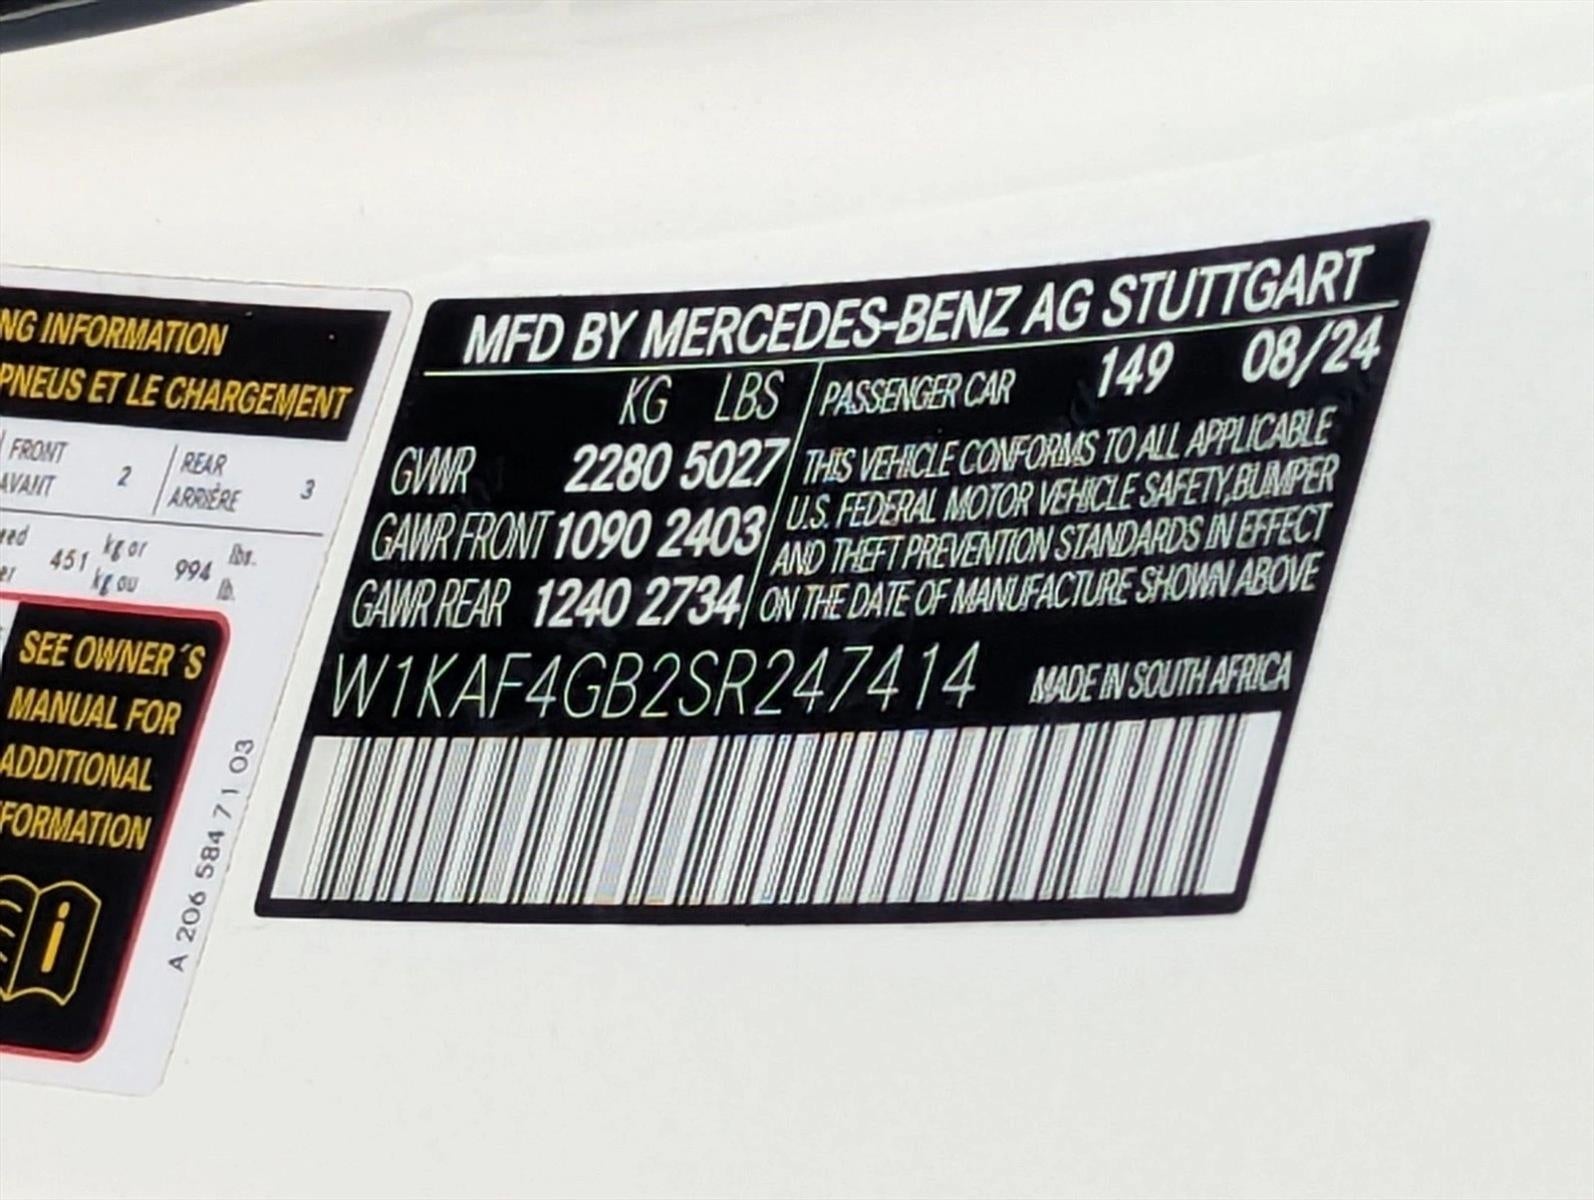 NG INFORMATION
PNEUS ET LE CHARGEMENT
FRONT 2 REAR 3
AVANT ARRIÈRE
451 kg or 994 lbs.
kg ou lb.
SEE OWNER´S
MANUAL FOR
ADDITIONAL
FORMATION
A 206 584 71 03
MFD BY MERCEDES-BENZ AG STUTTGART
KG LBS PASSENGER CAR 149 08/24
GVWR 2280 5027
GAWR FRONT 1090 2403
GAWR REAR 1240 2734
THIS VEHICLE CONFORMS TO ALL APPLICABLE
U.S. FEDERAL MOTOR VEHICLE SAFETY,BUMPER
AND THEFT PREVENTION STANDARDS IN EFFECT
ON THE DATE OF MANUFACTURE SHOWN ABOVE
W1KAF4GB2SR247414 MADE IN SOUTH AFRICA